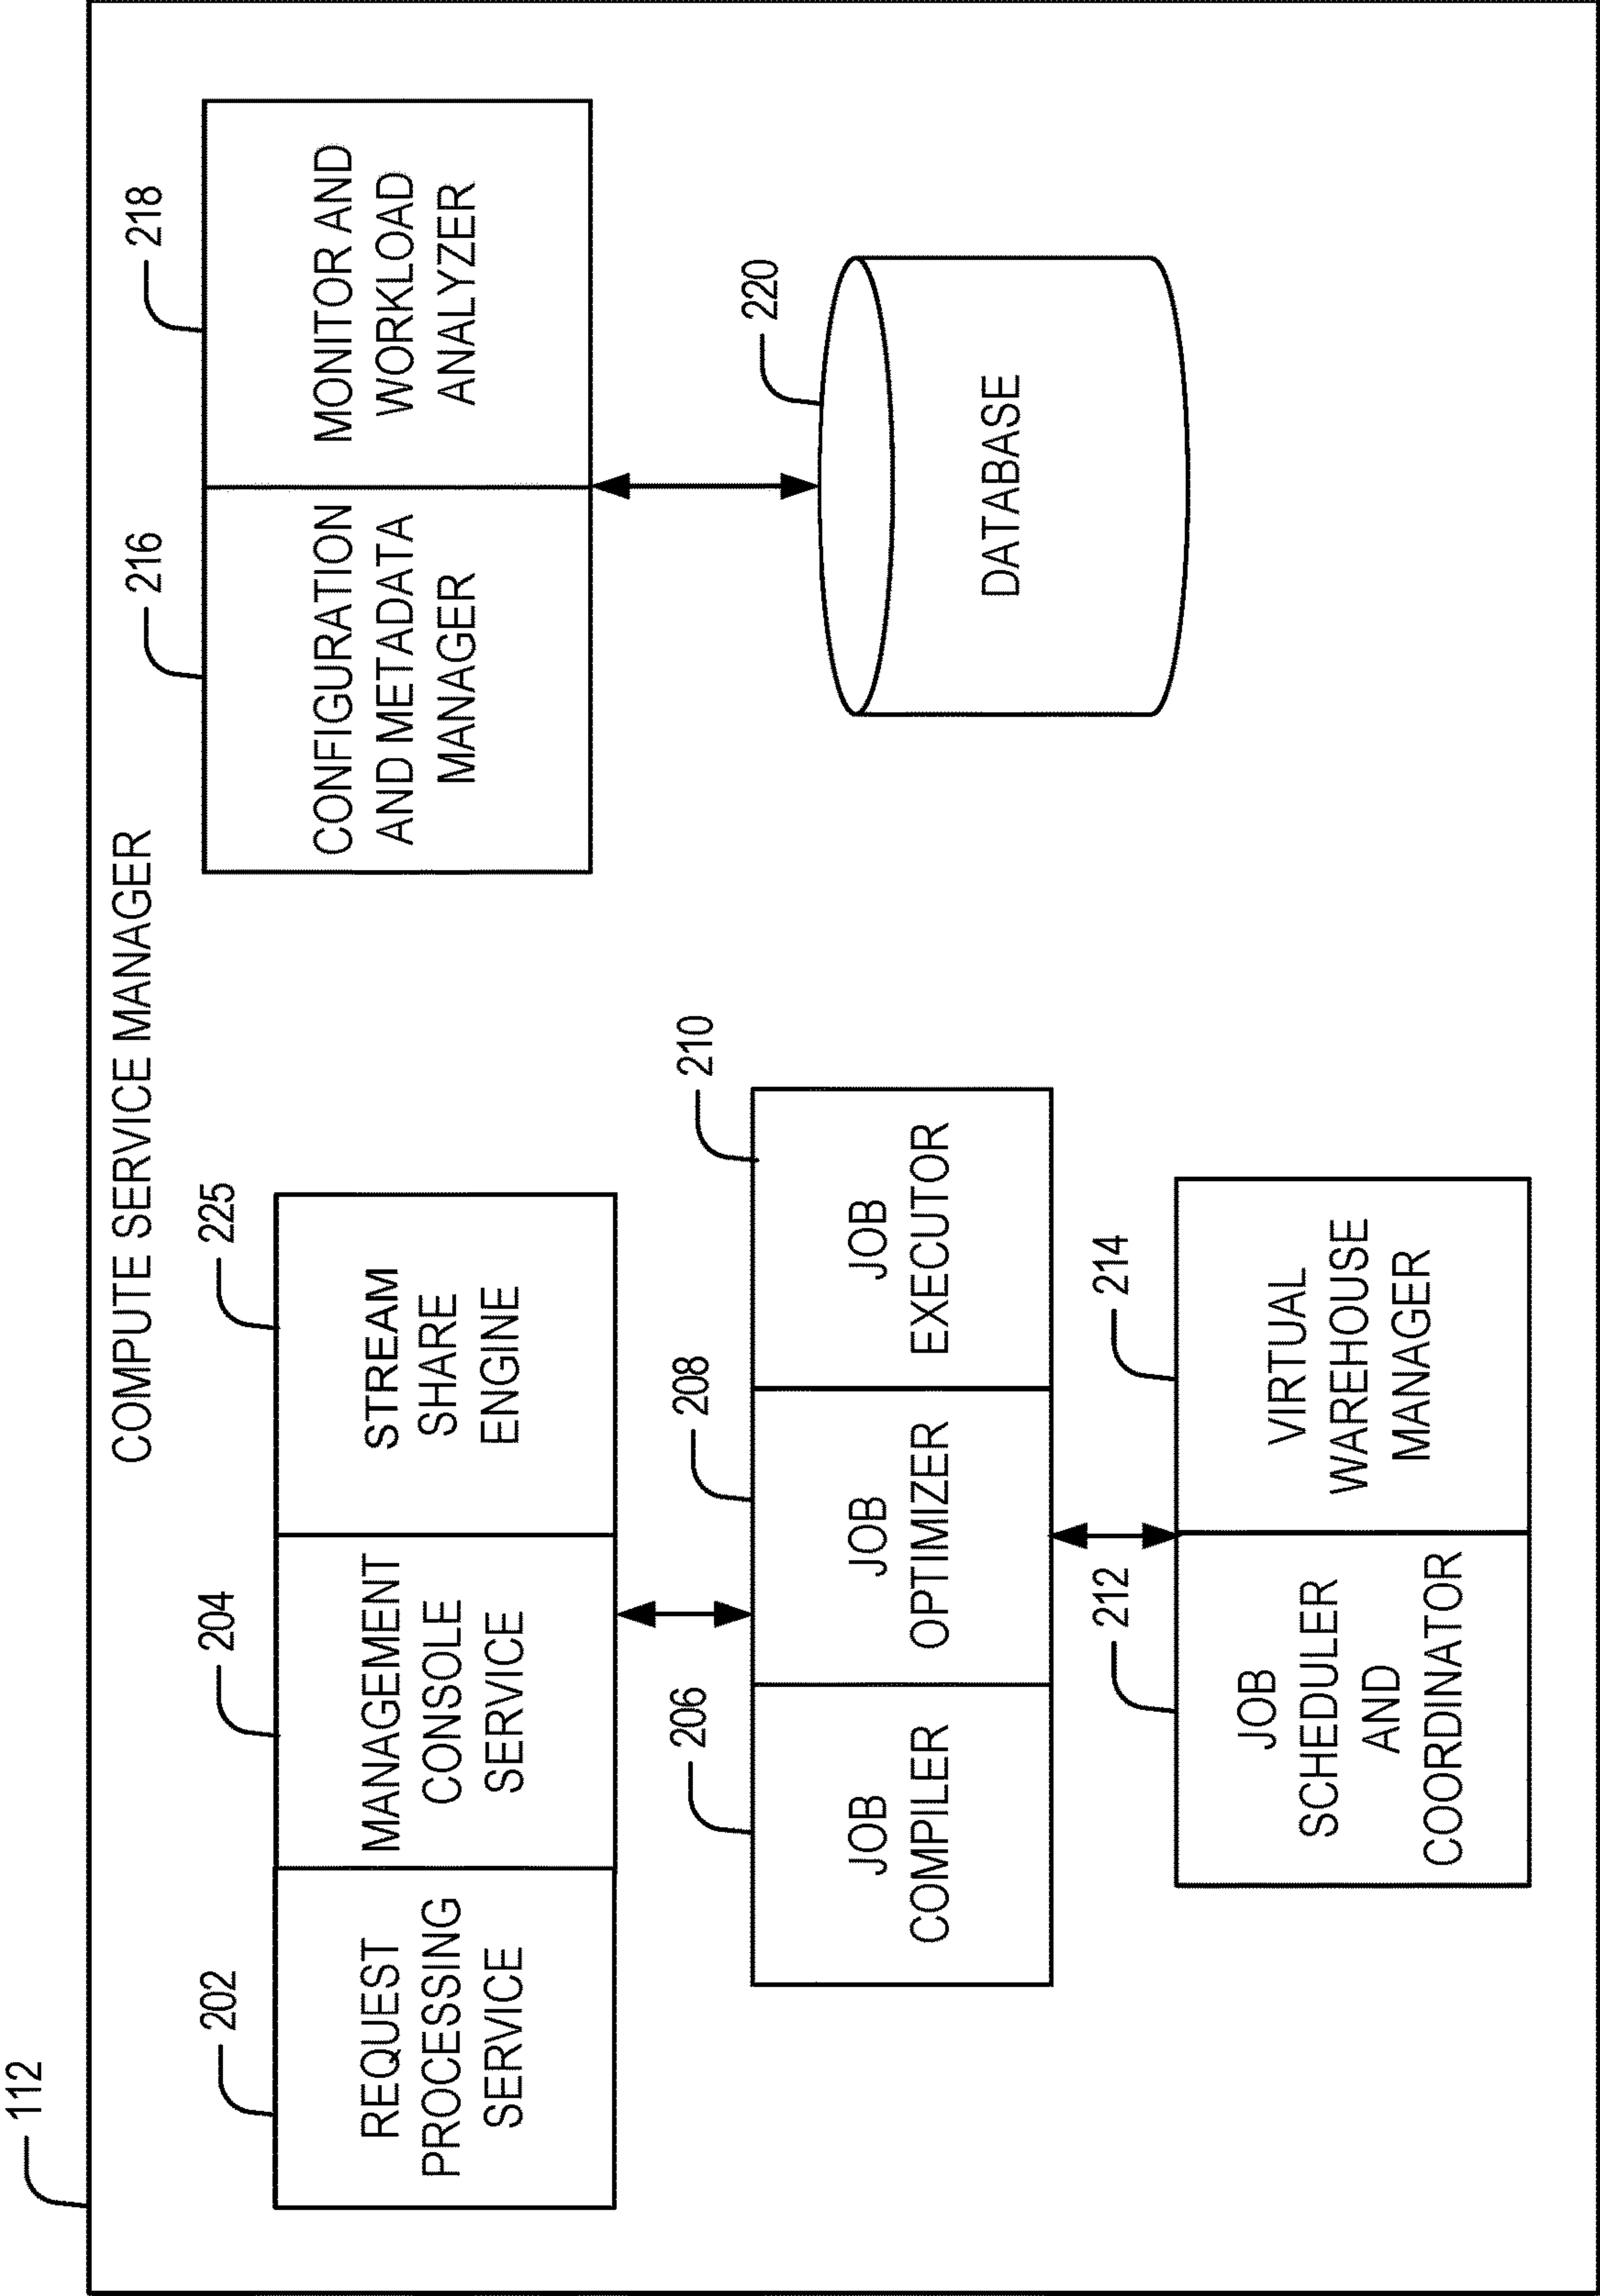 112
COMPUTE SERVICE MANAGER
202
REQUEST
PROCESSING
SERVICE
204
MANAGEMENT
CONSOLE
SERVICE
225
STREAM
SHARE
ENGINE
206
JOB
COMPILER
208
JOB
OPTIMIZER
210
JOB
EXECUTOR
212
JOB
SCHEDULER
AND
COORDINATOR
214
VIRTUAL
WAREHOUSE
MANAGER
216
CONFIGURATION
AND METADATA
MANAGER
218
MONITOR AND
WORKLOAD
ANALYZER
220
DATABASE